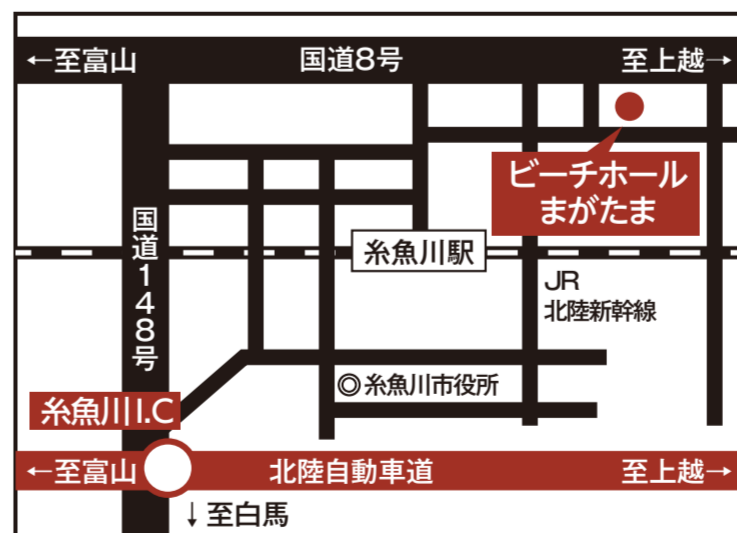 ←至富山
国道8号
至上越→
ビーチホール
まがたま
国道148号
糸魚川駅
JR
北陸新幹線
◎糸魚川市役所
糸魚川I.C
←至富山
北陸自動車道
至上越→
↓至白馬